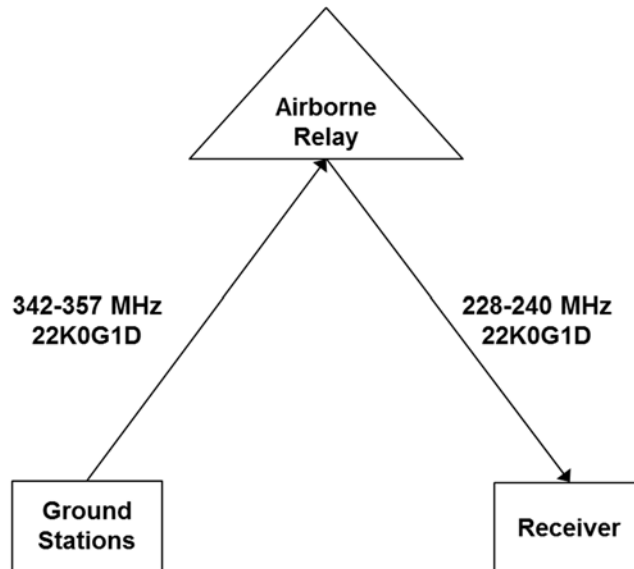 Airborne
Relay
342-357 MHz
22K0G1D
228-240 MHz
22K0G1D
Ground
Stations
Receiver